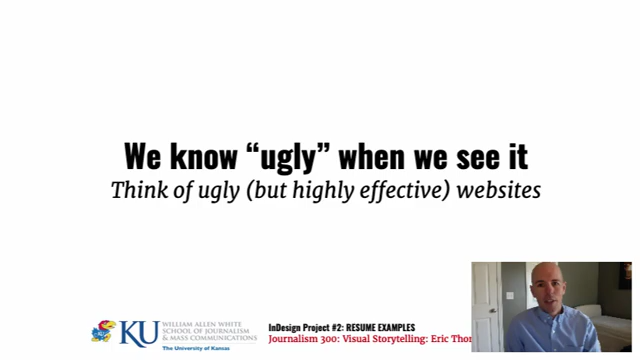 We know “ugly” when we see it
Think of ugly (but highly effective) websites
KU
WILLIAM ALLEN WHITE
SCHOOL OF JOURNALISM
& MASS COMMUNICATIONS
The University of Kansas
InDesign Project #2: RESUME EXAMPLES
Journalism 300: Visual Storytelling: Eric